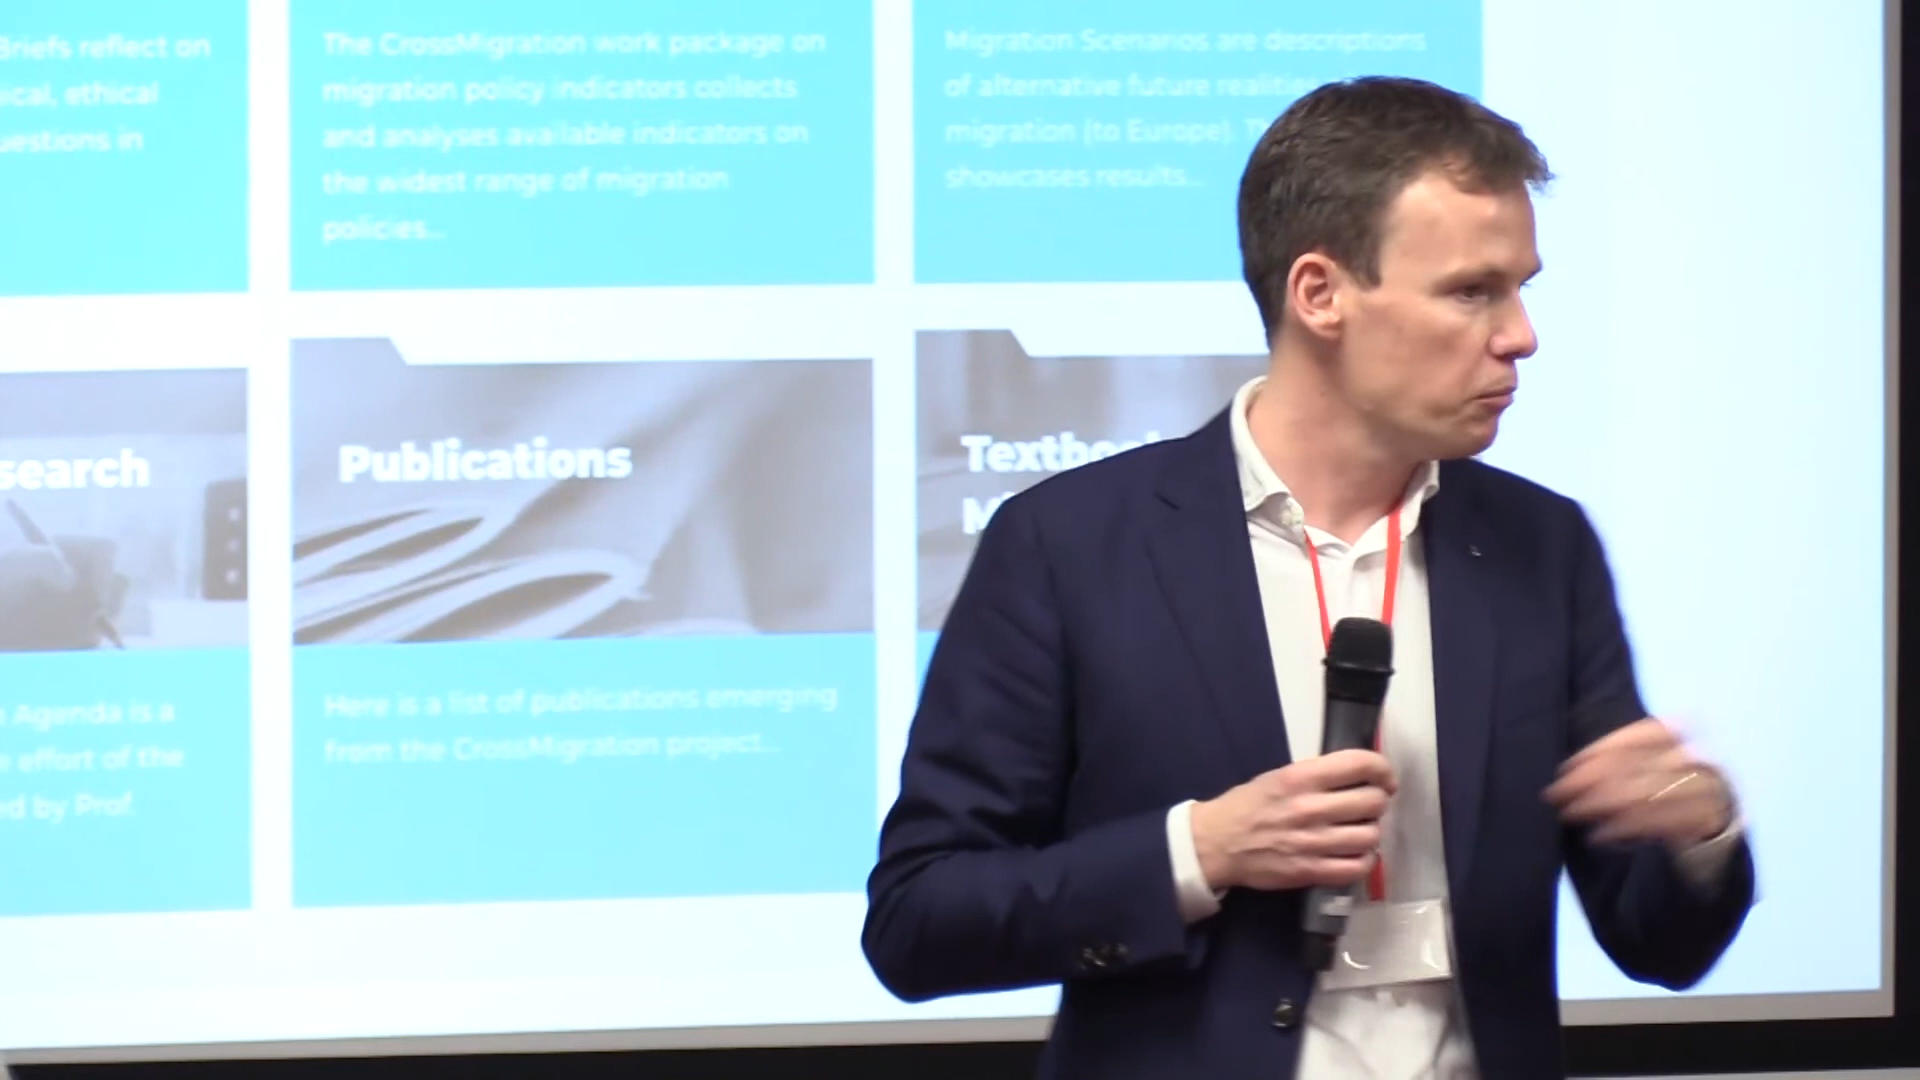 Briefs reflect on
ical, ethical
uestions in
The CrossMigration work package on
migration policy indicators collects
and analyses available indicators on
the widest range of migration
policies...
Migration Scenarios are descriptions
of alternative future realities
migration (to Europe). Th
showcases results...
search
Publications
Textbook
M
Agenda is a
e effort of the
ed by Prof.
Here is a list of publications emerging
from the CrossMigration project...